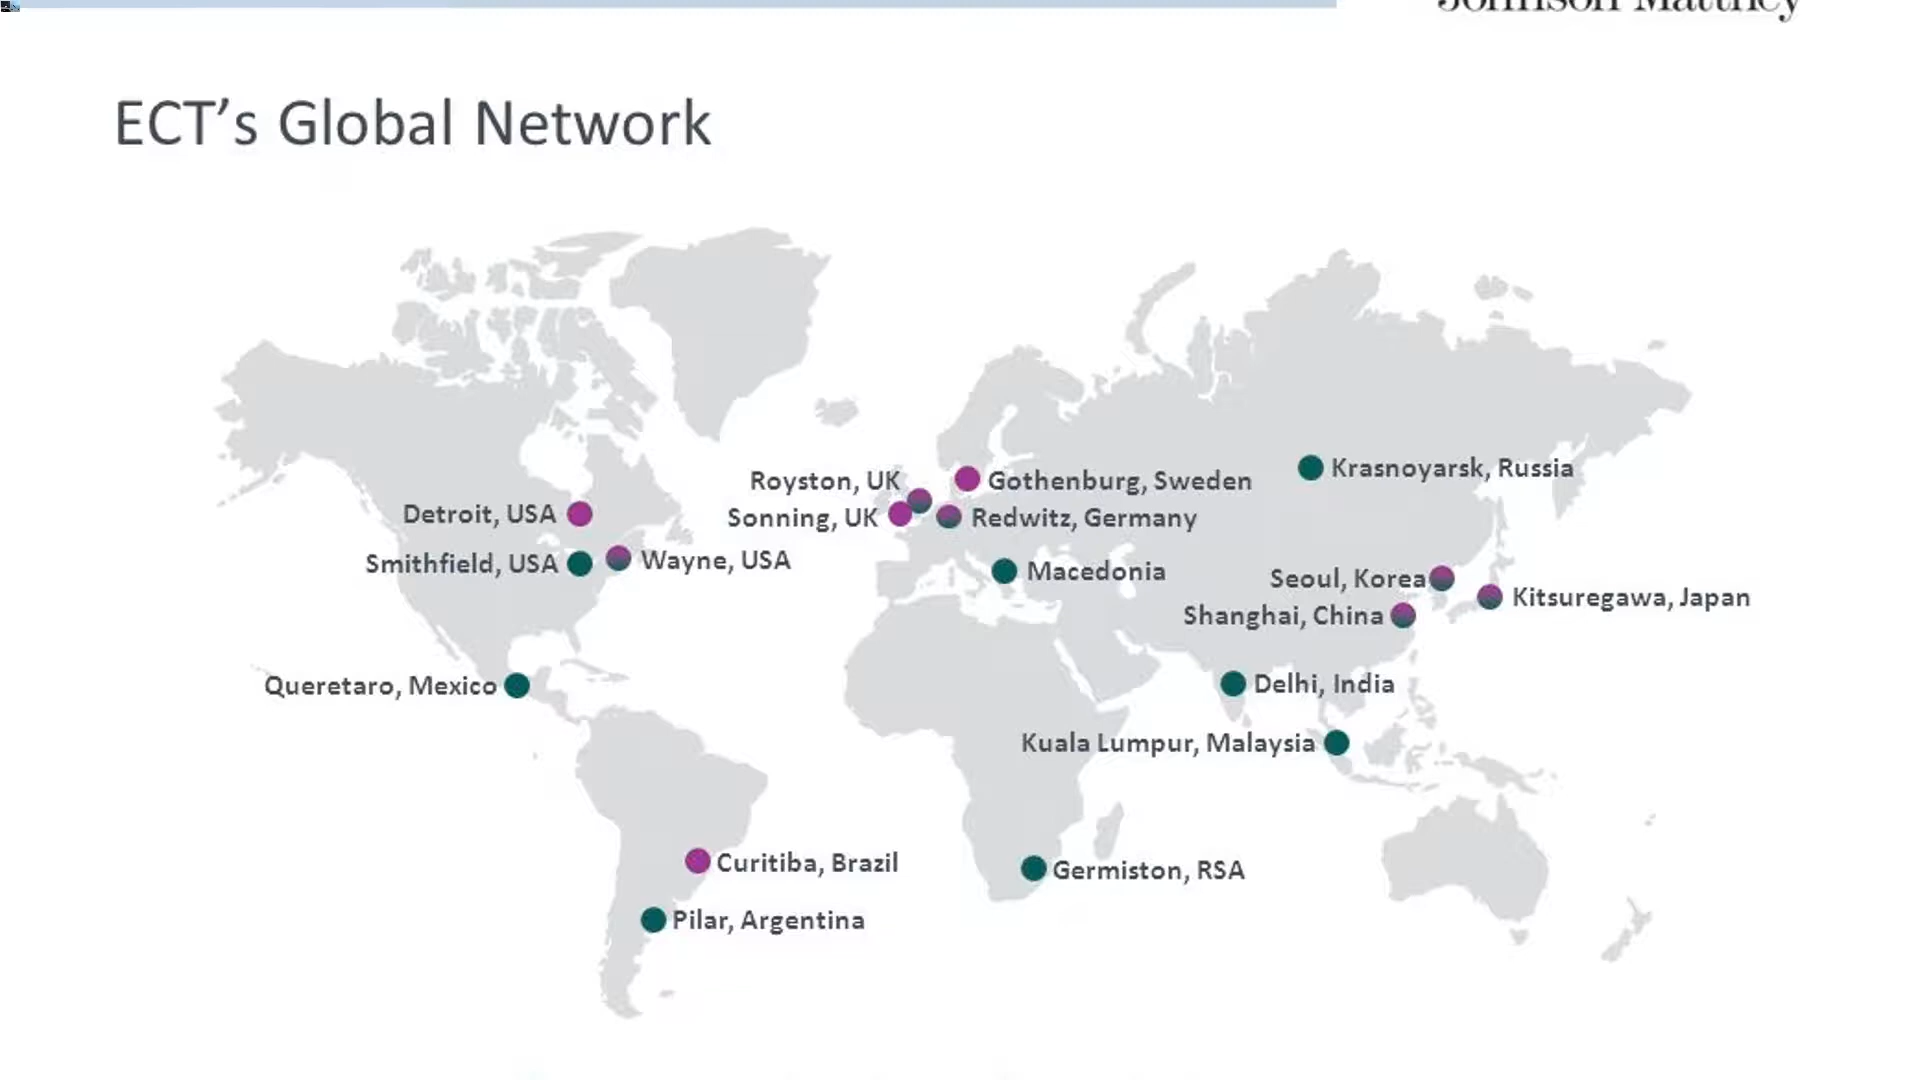 Johnson Matthey
ECT’s Global Network
Royston, UK
Gothenburg, Sweden
Krasnoyarsk, Russia
Detroit, USA
Sonning, UK
Redwitz, Germany
Smithfield, USA
Wayne, USA
Macedonia
Seoul, Korea
Kitsuregawa, Japan
Shanghai, China
Queretaro, Mexico
Delhi, India
Kuala Lumpur, Malaysia
Curitiba, Brazil
Germiston, RSA
Pilar, Argentina